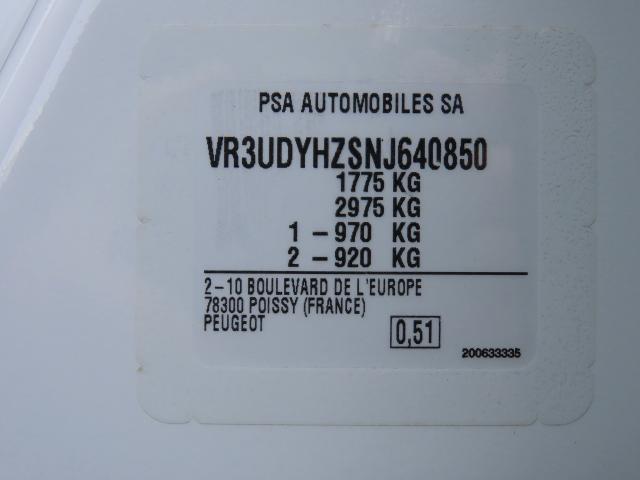 PSA AUTOMOBILES SA
VR3UDYHZSNJ640850
1775 KG
2975 KG
1 - 970 KG
2 - 920 KG
2-10 BOULEVARD DE L'EUROPE
78300 POISSY (FRANCE)
PEUGEOT
0,51
200633335